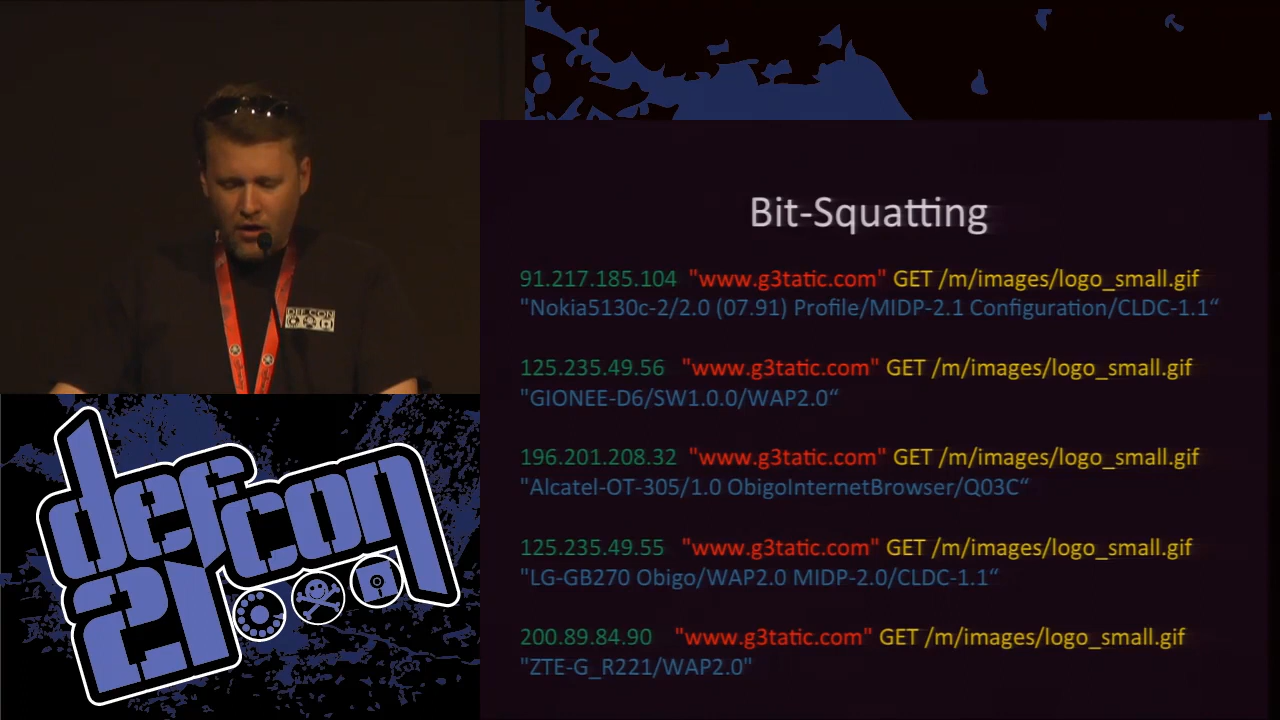 DEF CON
defcon
21
Bit-Squatting
91.217.185.104 "www.g3tatic.com" GET /m/images/logo_small.gif
"Nokia5130c-2/2.0 (07.91) Profile/MIDP-2.1 Configuration/CLDC-1.1“
125.235.49.56 "www.g3tatic.com" GET /m/images/logo_small.gif
"GIONEE-D6/SW1.0.0/WAP2.0“
196.201.208.32 "www.g3tatic.com" GET /m/images/logo_small.gif
"Alcatel-OT-305/1.0 ObigoInternetBrowser/Q03C“
125.235.49.55 "www.g3tatic.com" GET /m/images/logo_small.gif
"LG-GB270 Obigo/WAP2.0 MIDP-2.0/CLDC-1.1“
200.89.84.90 "www.g3tatic.com" GET /m/images/logo_small.gif
"ZTE-G_R221/WAP2.0"